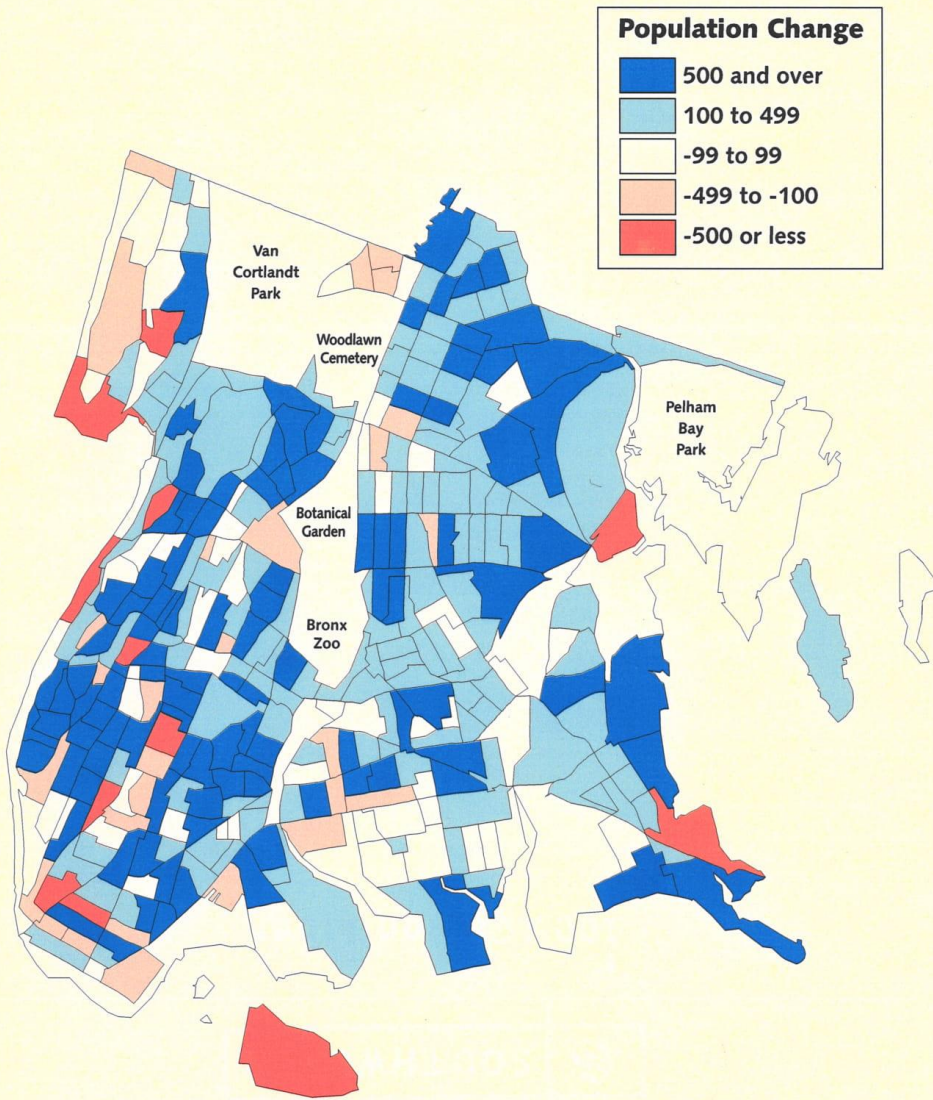 Population Change
500 and over
100 to 499
-99 to 99
-499 to -100
-500 or less
Van
Cortlandt
Park
Woodlawn
Cemetery
Pelham
Bay
Park
Botanical
Garden
Bronx
Zoo